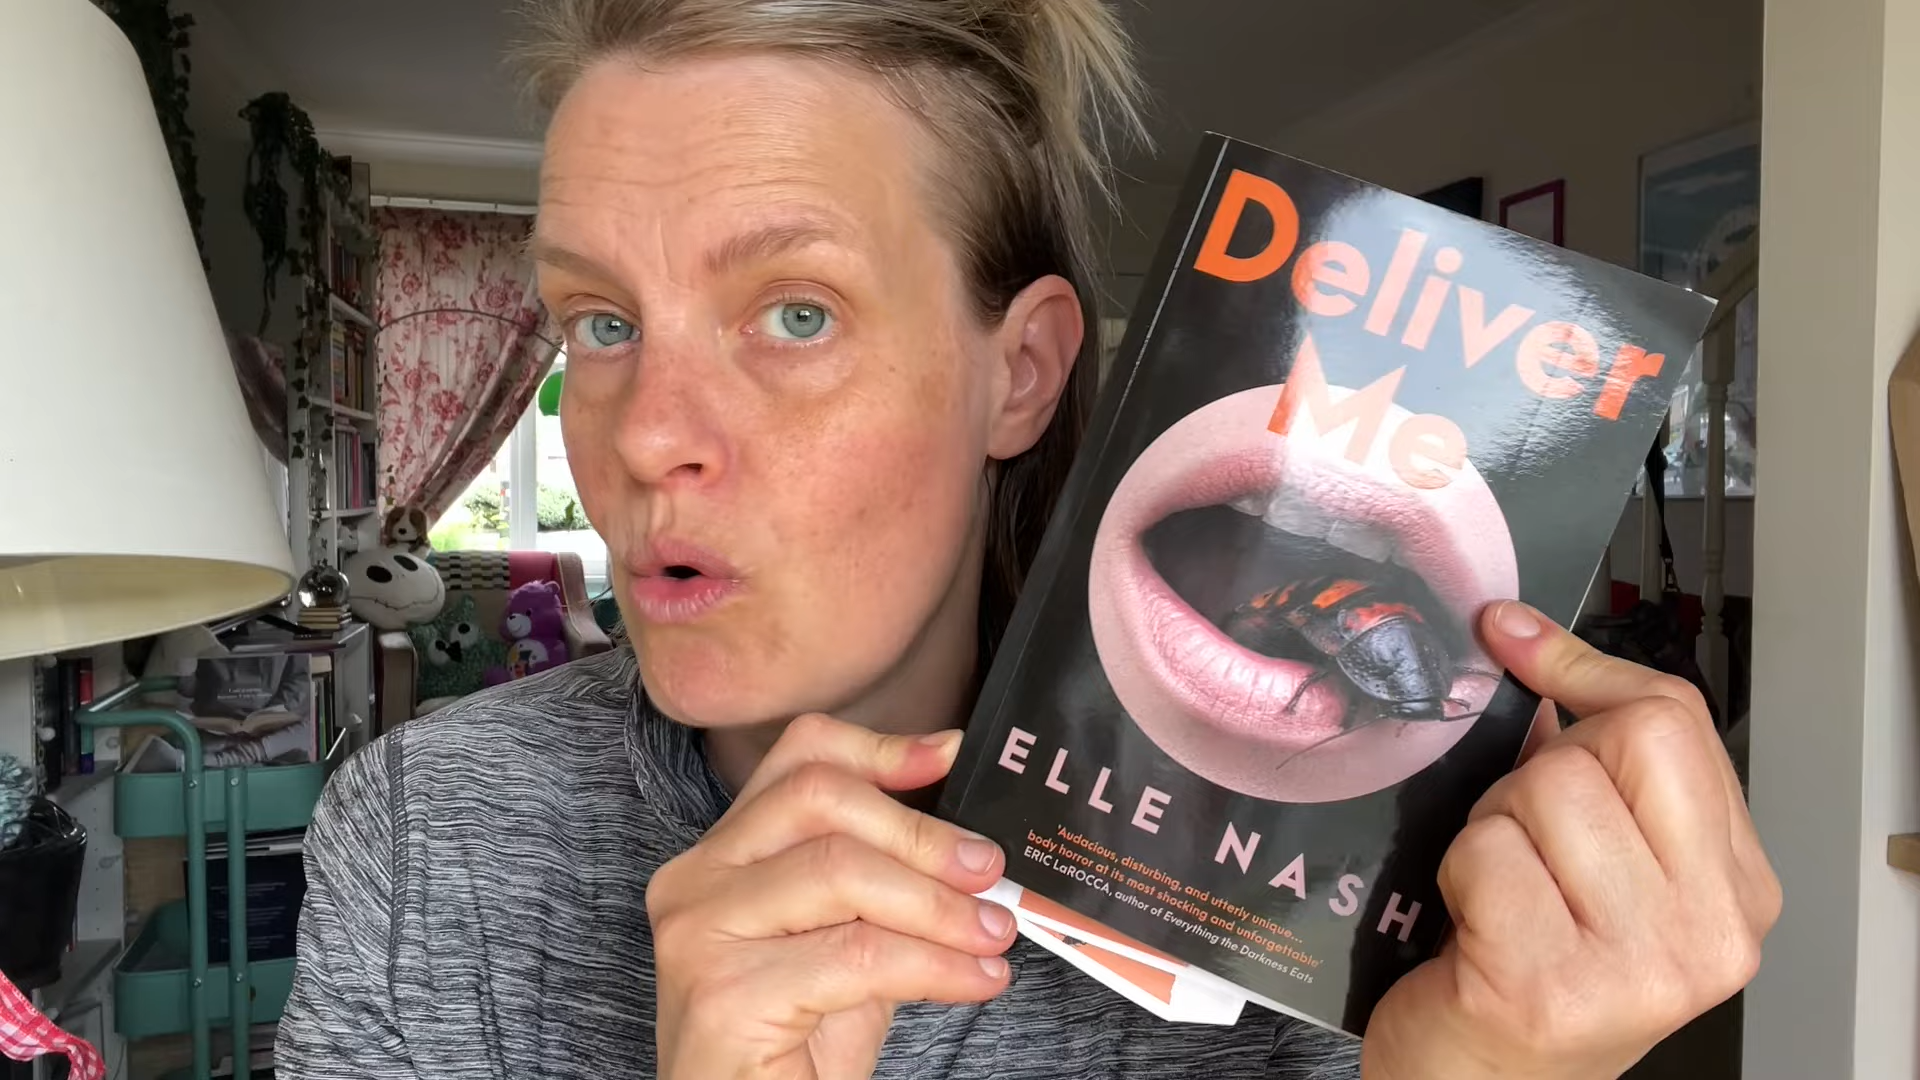 Deliver
Me
ELLE NASH
'Audacious, disturbing, and utterly unique...
body horror at its most shocking and unforgettable'
ERIC LaROCCA, author of Everything the Darkness Eats